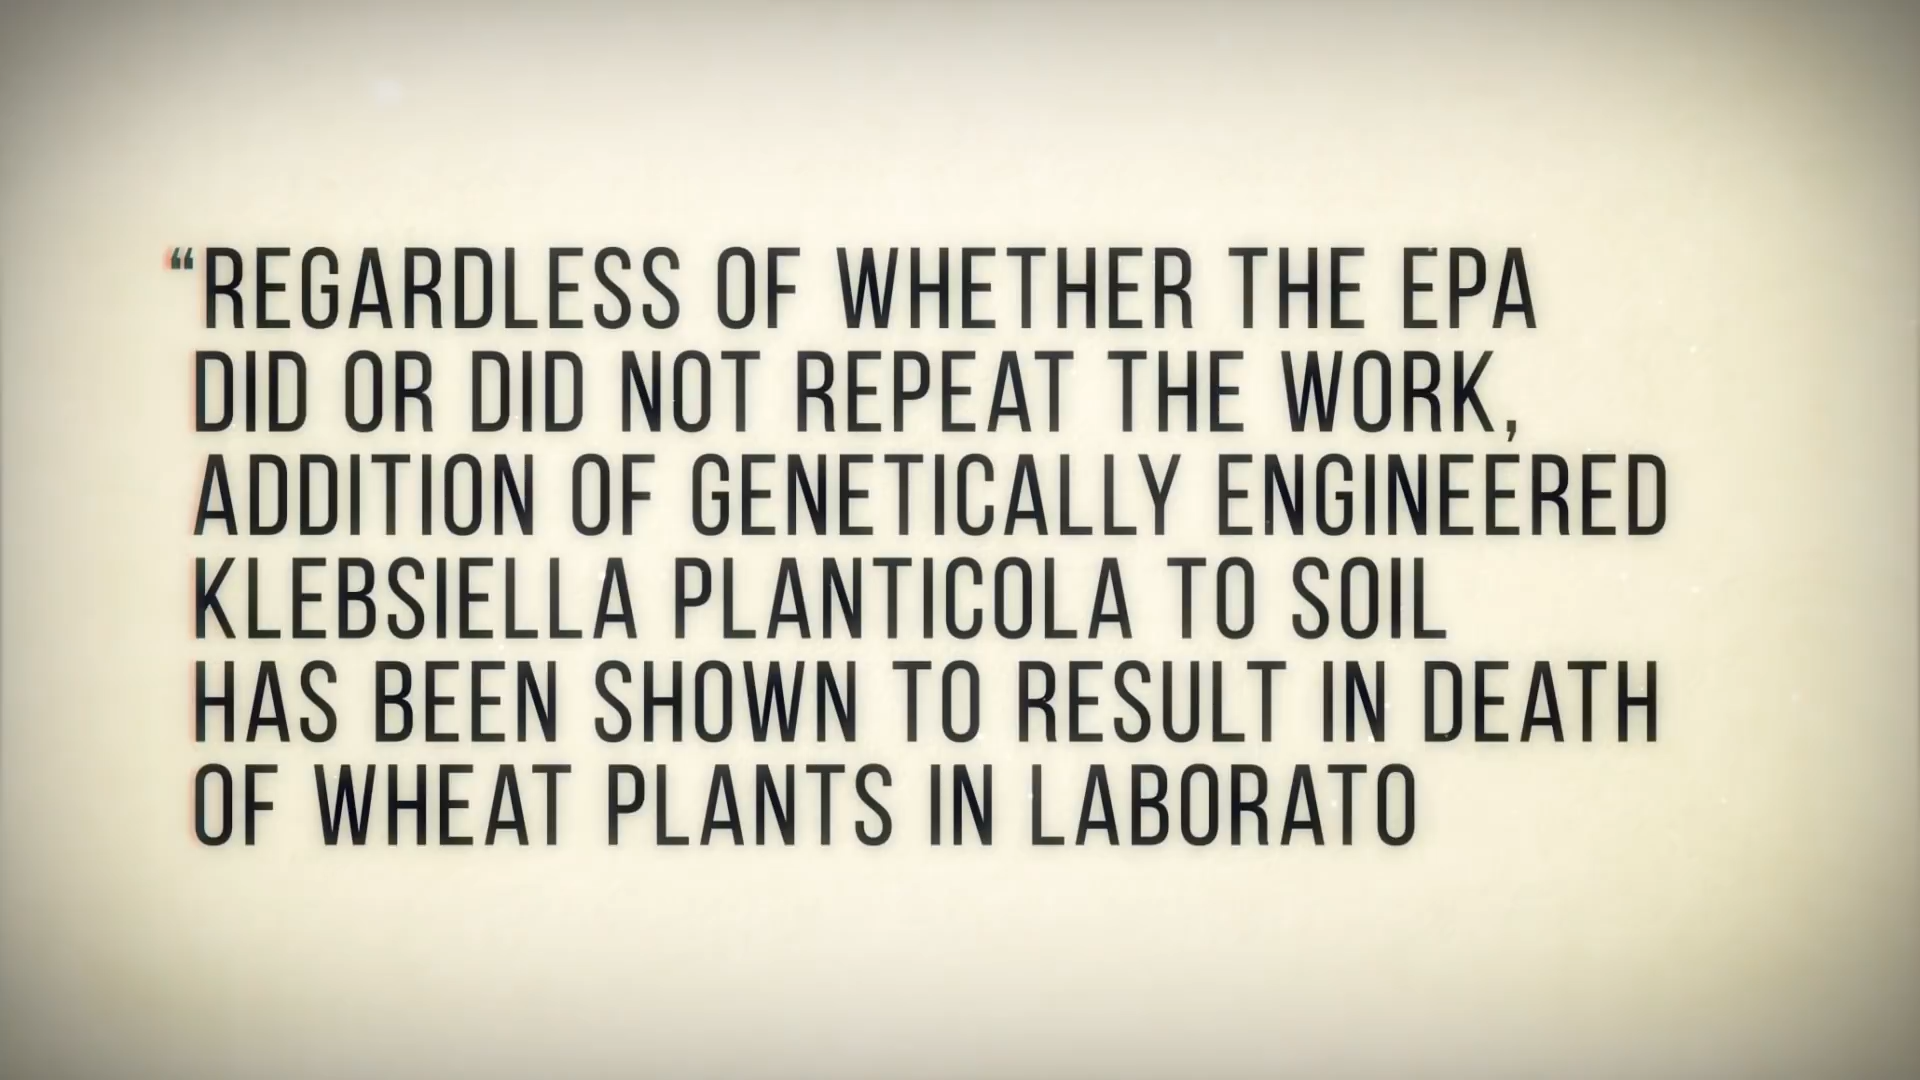 “REGARDLESS OF WHETHER THE EPA
DID OR DID NOT REPEAT THE WORK,
ADDITION OF GENETICALLY ENGINEERED
KLEBSIELLA PLANTICOLA TO SOIL
HAS BEEN SHOWN TO RESULT IN DEATH
OF WHEAT PLANTS IN LABORATO